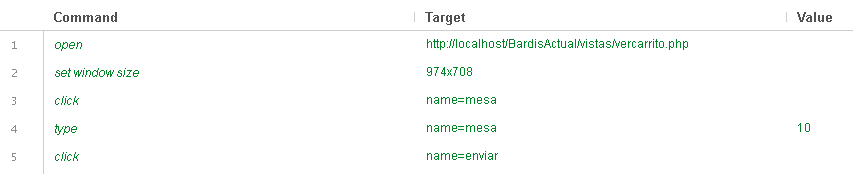 Command Target Value
1 open http://localhost/BardisActual/vistas/vercarrito.php
2 set window size 974x708
3 click name=mesa
4 type name=mesa 10
5 click name=enviar